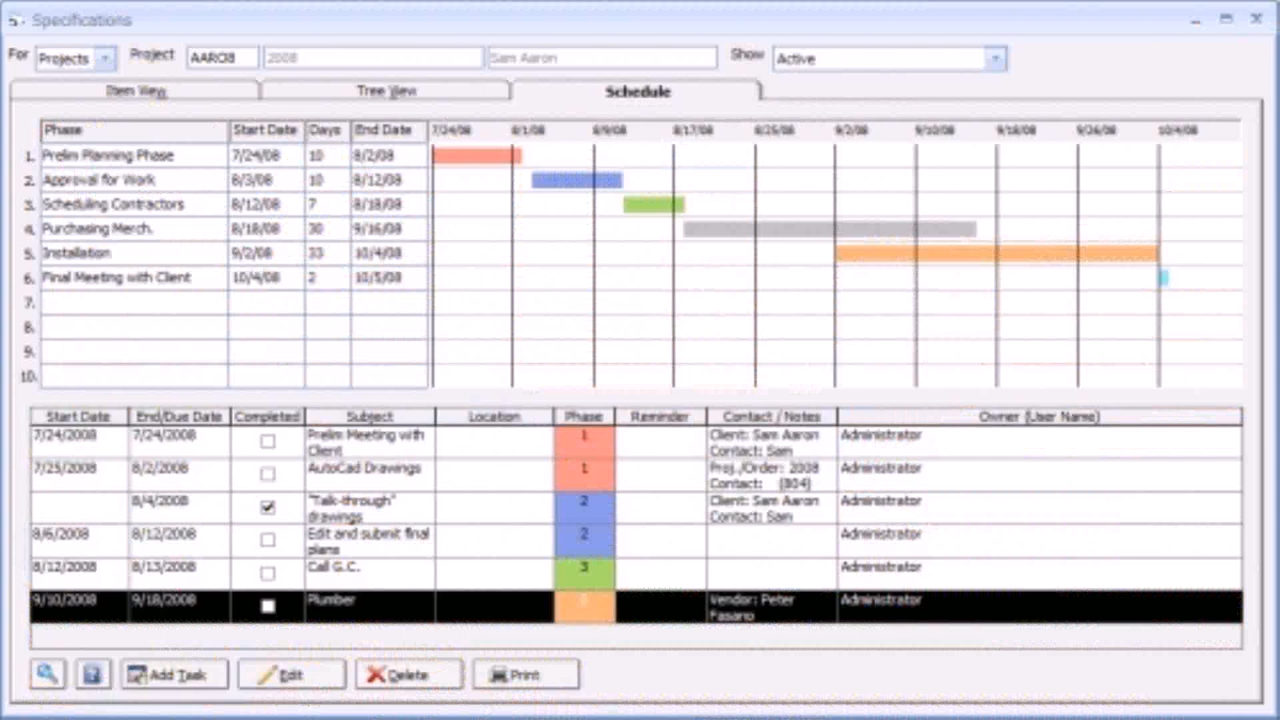 Specifications
For Projects Project AARO8 2008 Sam Aaron Show Active
Item View Tree View Schedule
Phase Start Date Days End Date 7/24/08 8/1/08 8/9/08 8/17/08 8/25/08 9/2/08 9/10/08 9/18/08 9/26/08 10/4/08
1. Prelim Planning Phase 7/24/08 10 8/2/08
2. Approval for Work 8/3/08 10 8/12/08
3. Scheduling Contractors 8/12/08 7 8/18/08
4. Purchasing Merch. 8/18/08 30 9/16/08
5. Installation 9/2/08 33 10/4/08
6. Final Meeting with Client 10/4/08 2 10/5/08
7.
8.
9.
10.
Start Date End/Due Date Completed Subject Location Phase Reminder Contact / Notes Owner (User Name)
7/24/2008 7/24/2008 Prelim Meeting with 1 Client: Sam Aaron Administrator
Client Contact: Sam
7/25/2008 8/2/2008 AutoCad Drawings 1 Proj./Order: 2008 Administrator
Contact: (804)
8/4/2008 "Talk-through" 2 Client: Sam Aaron Administrator
drawings Contact: Sam
8/6/2008 8/12/2008 Edit and submit final 2 Administrator
plans
8/12/2008 8/13/2008 Call G.C. 3 Administrator
9/10/2008 9/18/2008 Plumber Vendor: Peter Administrator
Fasano
Add Task Edit Delete Print